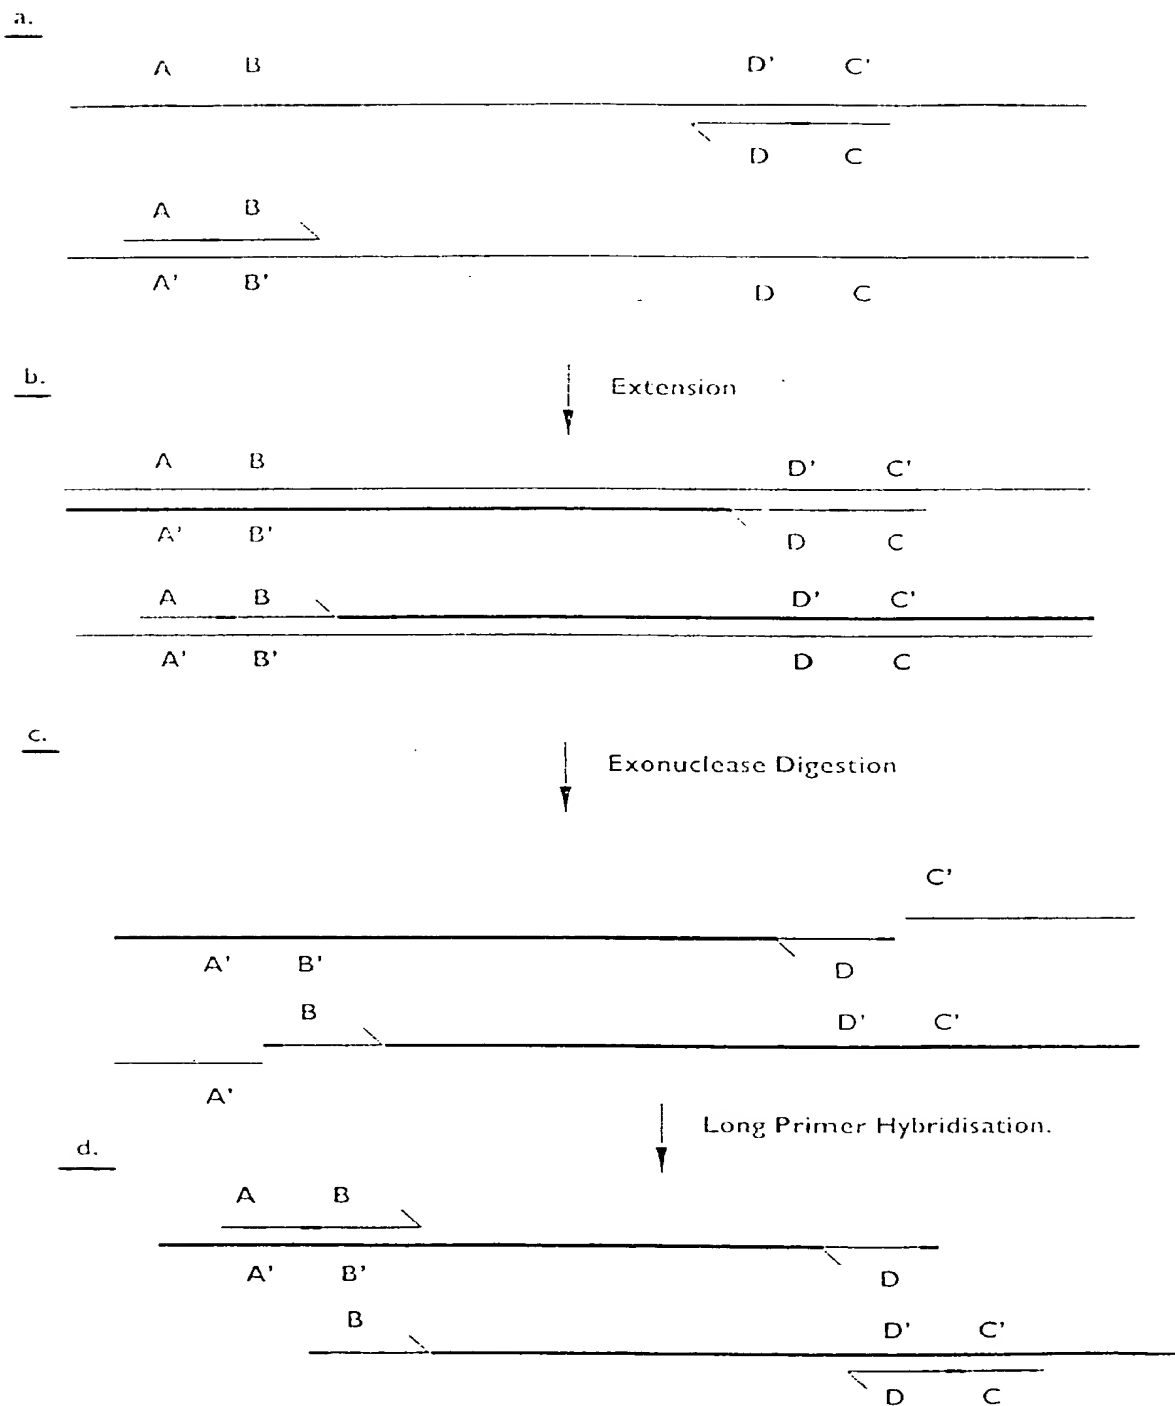 a.
A B D' C'
D C
A B
A' B' D C
b.
Extension
A B D' C'
A' B' D C
A B D' C'
A' B' D C
c.
Exonuclease Digestion
C'
A' B' D
B D' C'
A'
Long Primer Hybridisation.
d.
A B
A' B' D
B D' C'
D C